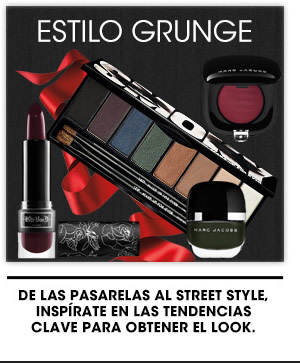 ESTILO GRUNGE
MARC JACOBS
MARC JACOBS
DE LAS PASARELAS AL STREET STYLE,
INSPÍRATE EN LAS TENDENCIAS
CLAVE PARA OBTENER EL LOOK.